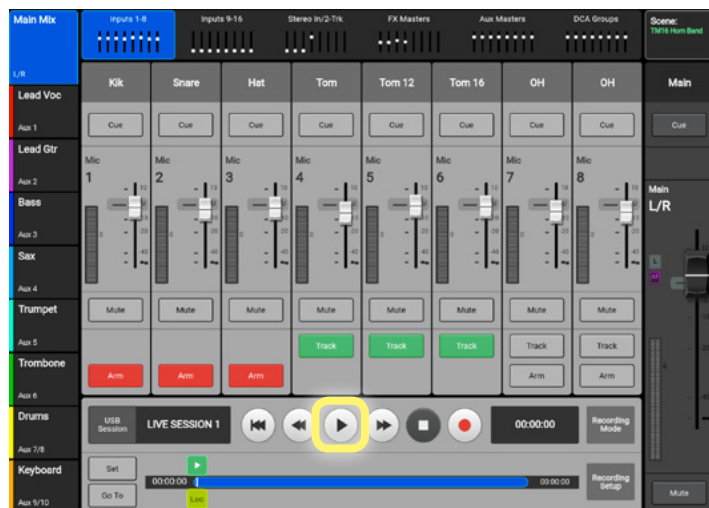 Main Mix
L/R
Inputs 1-8
Inputs 9-16
Stereo In/2-Trk
FX Masters
Aux Masters
DCA Groups
Scene:
TM16 Horn Band
Lead Voc
Aux 1
Lead Gtr
Aux 2
Bass
Aux 3
Sax
Aux 4
Trumpet
Aux 5
Trombone
Aux 6
Drums
Aux 7/8
Keyboard
Aux 9/10
Kik Snare Hat Tom Tom 12 Tom 16 OH OH Main
Cue Cue Cue Cue Cue Cue Cue Cue Cue
Mic Mic Mic Mic Mic Mic Mic Mic
1 2 3 4 5 6 7 8
Main
L/R
L
AF
Mute Mute Mute Mute Mute Mute Mute Mute
Track Track Track Track Track
Arm Arm Arm Arm Arm
USB
Session
LIVE SESSION 1
00:00:00
Recording
Mode
Set
Go To
00:00:00
Loc
00:00:00
Recording
Setup
Mute